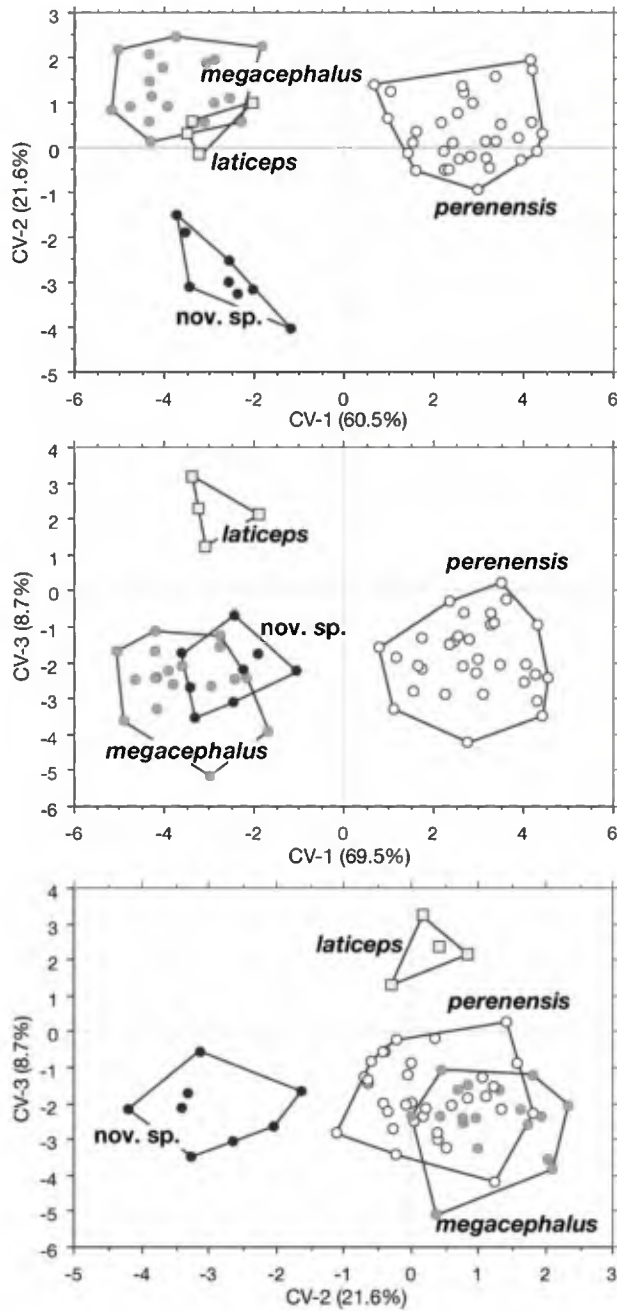 3
2
megacephalus
1
CV-2 (21.6%)
0
laticeps
-1
perenensis
-2
-3
nov. sp.
-4
-5
-6 -4 -2 0 2 4 6
CV-1 (60.5%)
4
3
2
laticeps
1
perenensis
0
CV-3 (8.7%)
-1
nov. sp.
-2
-3
-4
megacephalus
-5
-6
-6 -4 -2 0 2 4 6
CV-1 (69.5%)
4
3
laticeps
2
perenensis
1
0
CV-3 (8.7%)
-1
-2
nov. sp.
-3
-4
-5
megacephalus
-6
-5 -4 -3 -2 -1 0 1 2 3
CV-2 (21.6%)